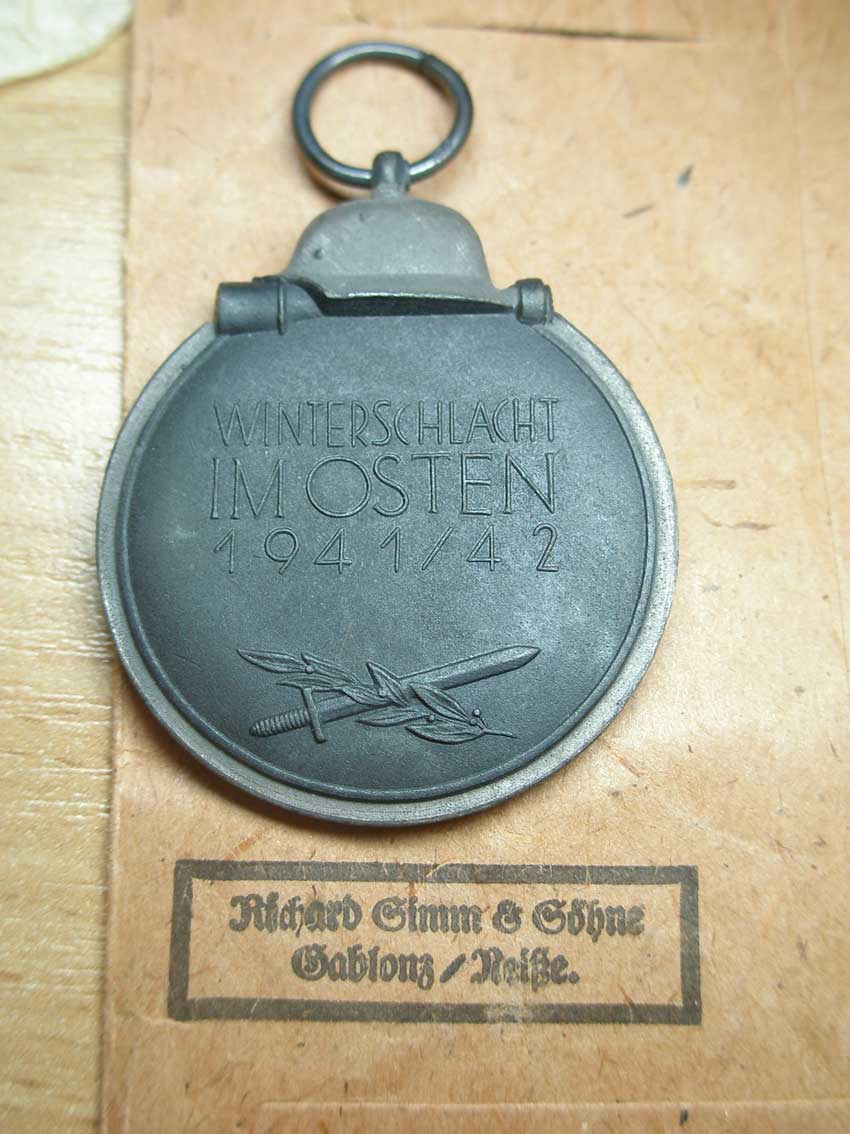 WINTERSCHLACHT
IM OSTEN
1941/42
Richard Simm & Söhne
Gablonz/Neiße.